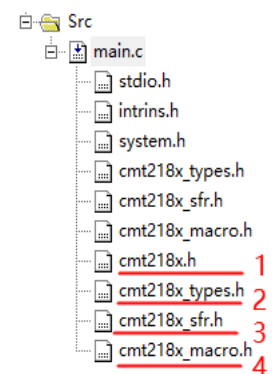 Src
main.c
stdio.h
intrins.h
system.h
cmt218x_types.h
cmt218x_sfr.h
cmt218x_macro.h
cmt218x.h 1
cmt218x_types.h 2
cmt218x_sfr.h 3
cmt218x_macro.h 4